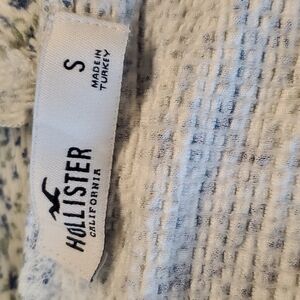 HOLLISTER
CALIFORNIA
S
MADE IN
TURKEY